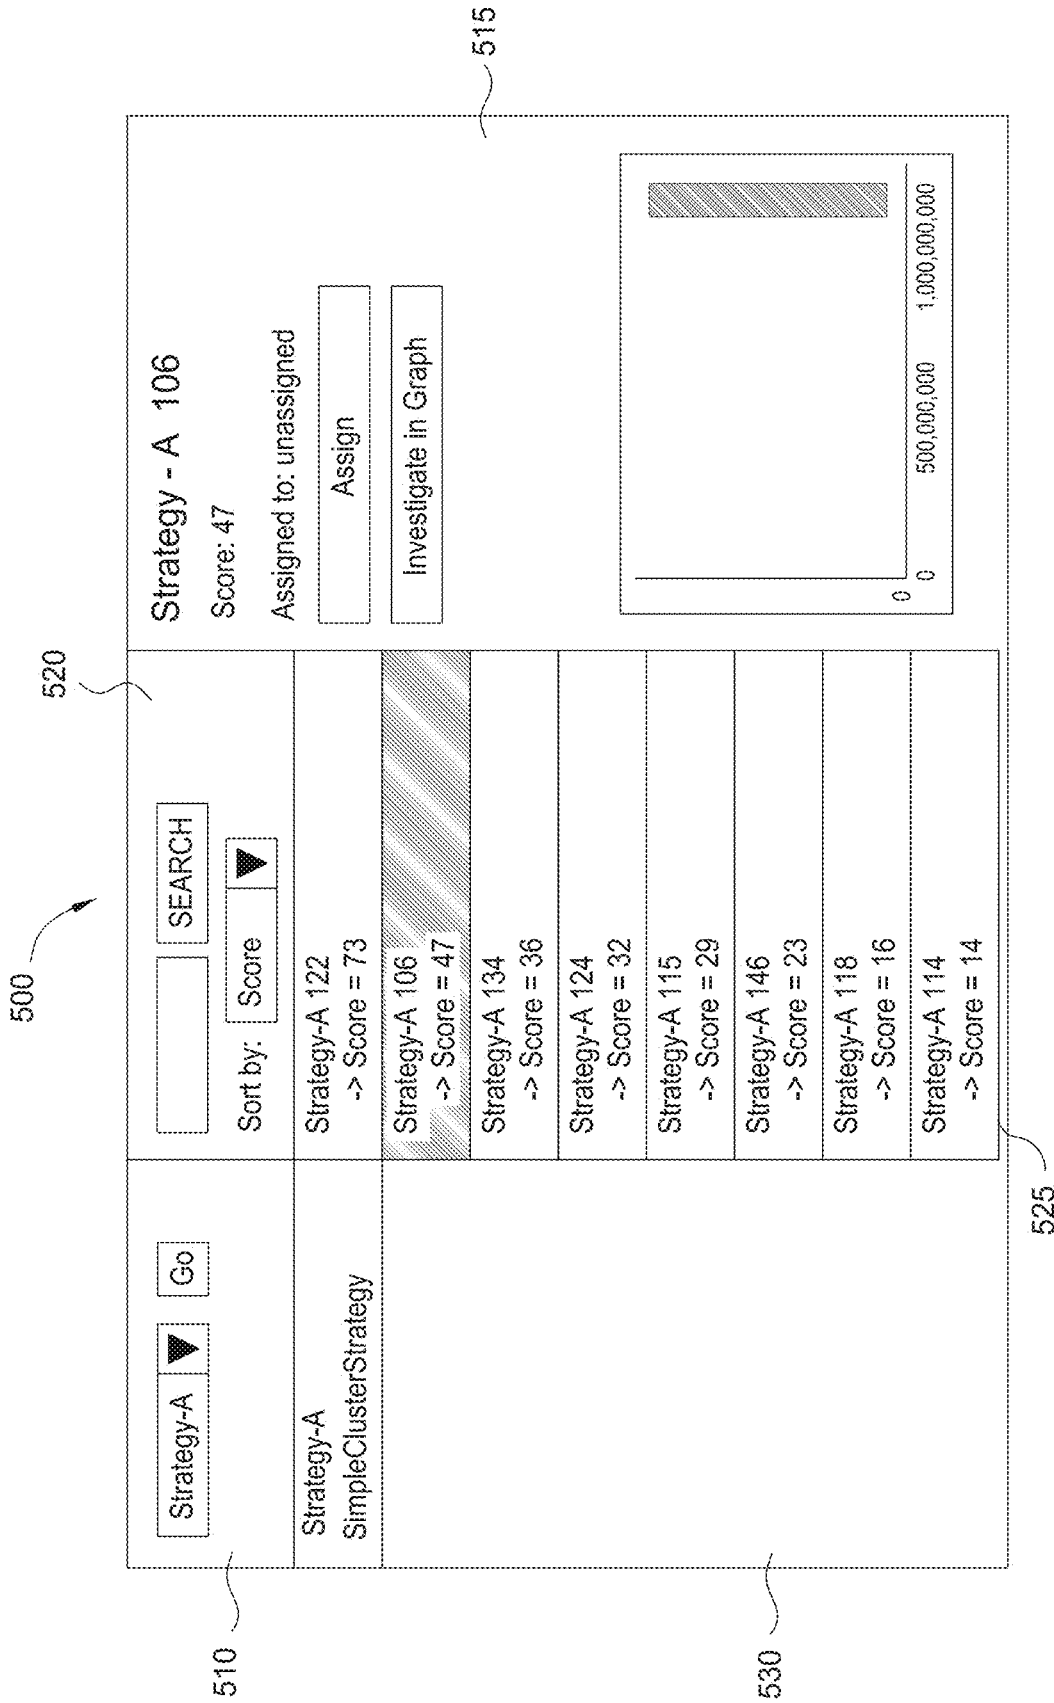 500
510
520
515
Strategy-A
Go
Strategy-A
SimpleClusterStrategy
530
SEARCH
Sort by: Score
Strategy-A 122
-> Score = 73
Strategy-A 106
-> Score = 47
Strategy-A 134
-> Score = 36
Strategy-A 124
-> Score = 32
Strategy-A 115
-> Score = 29
Strategy-A 146
-> Score = 23
Strategy-A 118
-> Score = 16
Strategy-A 114
-> Score = 14
525
Strategy - A 106
Score: 47
Assigned to: unassigned
Assign
Investigate in Graph
0
0 500,000,000 1,000,000,000